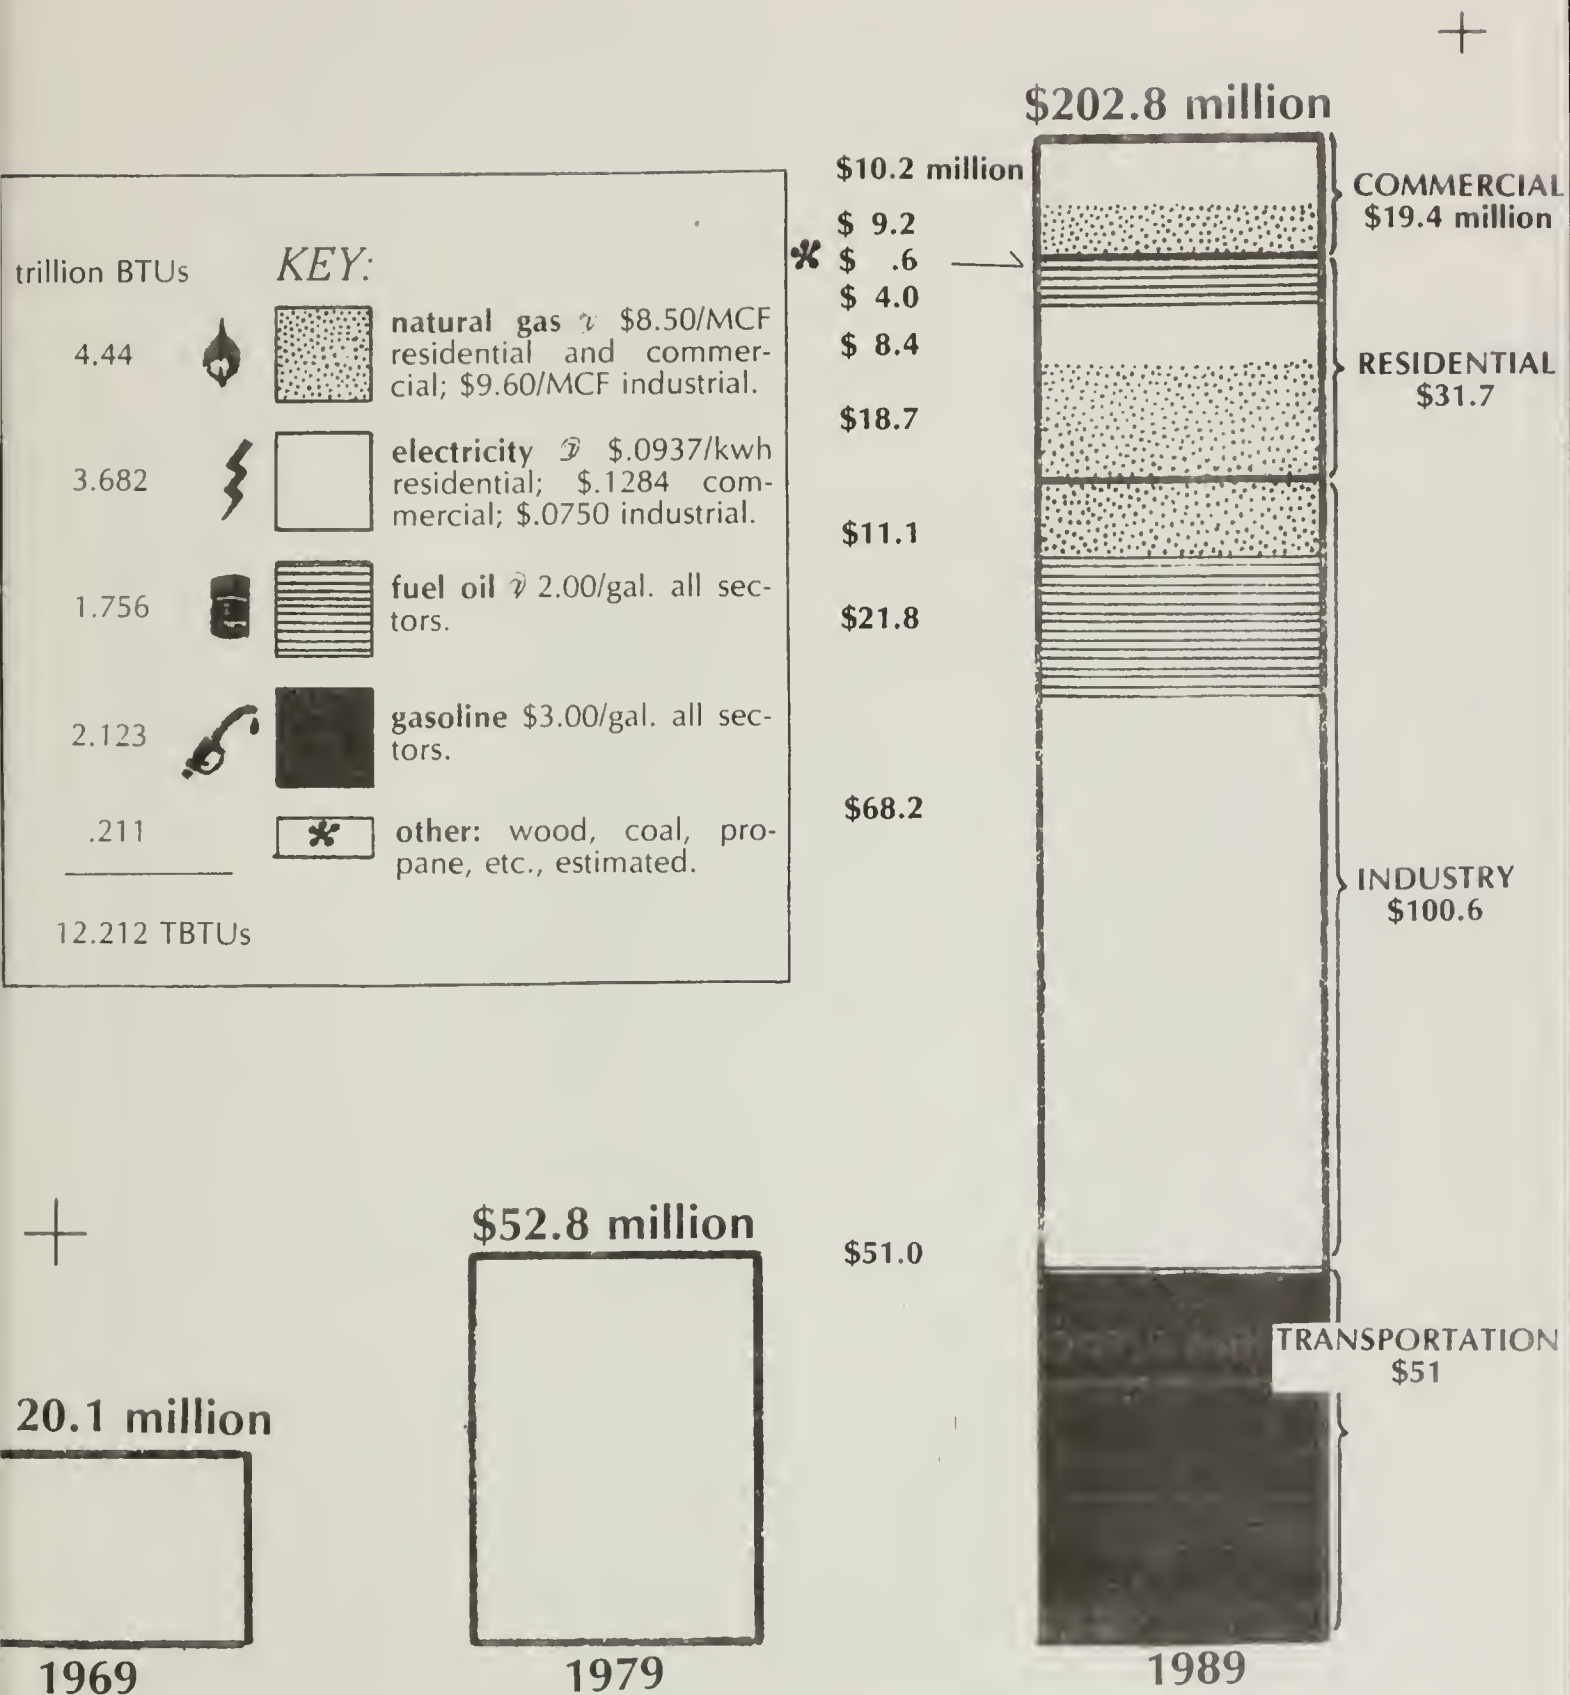 $202.8 million
$10.2 million
$ 9.2
$ .6
$ 4.0
$ 8.4
$18.7
$11.1
$21.8
$68.2
$51.0
COMMERCIAL
$19.4 million
RESIDENTIAL
$31.7
INDUSTRY
$100.6
TRANSPORTATION
$51
1989
trillion BTUs
KEY:
4.44
natural gas $8.50/MCF
residential and commer-
cial; $9.60/MCF industrial.
3.682
electricity $.0937/kwh
residential; $.1284 com-
mercial; $.0750 industrial.
1.756
fuel oil 2.00/gal. all sec-
tors.
2.123
gasoline $3.00/gal. all sec-
tors.
.211
other: wood, coal, pro-
pane, etc., estimated.
12.212 TBTUs
$52.8 million
1979
20.1 million
1969